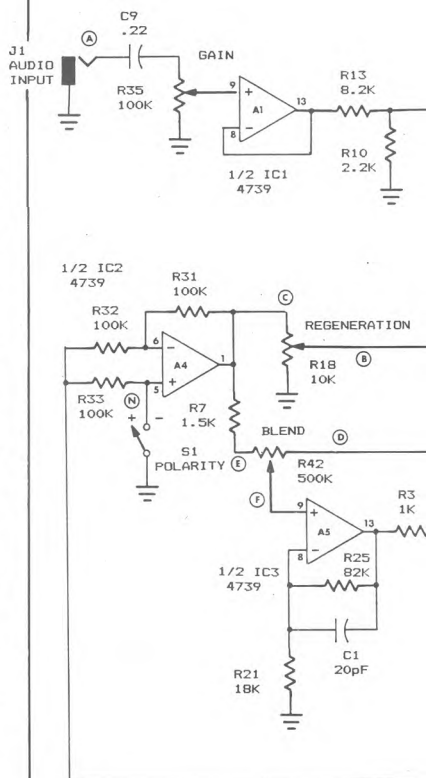 J1
AUDIO
INPUT
A
C9
.22
GAIN
R35
100K
9
A1
13
8
1/2 IC1
4739
R13
8.2K
R10
2.2K
1/2 IC2
4739
R31
100K
R32
100K
6
A4
1
5
R33
100K
N
+
-
S1
POLARITY
R7
1.5K
C
REGENERATION
R18
10K
B
BLEND
D
E
R42
500K
F
9
+
A5
13
8
-
R3
1K
1/2 IC3
4739
R25
82K
C1
20pF
R21
18K